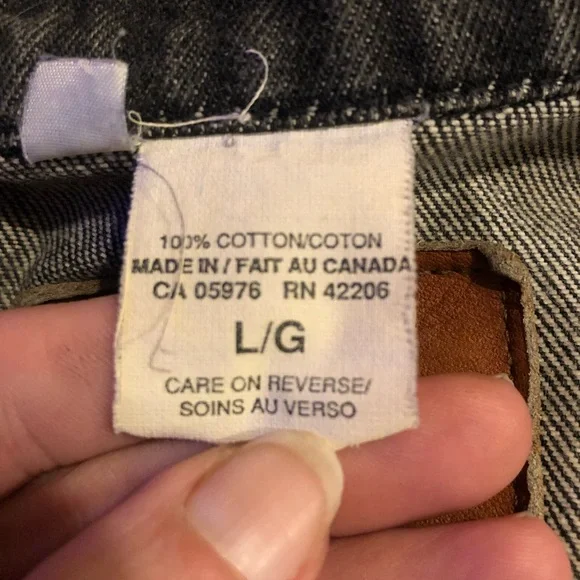 100% COTTON/COTON
MADE IN / FAIT AU CANADA
CA 05976 RN 42206
L/G
CARE ON REVERSE/
SOINS AU VERSO